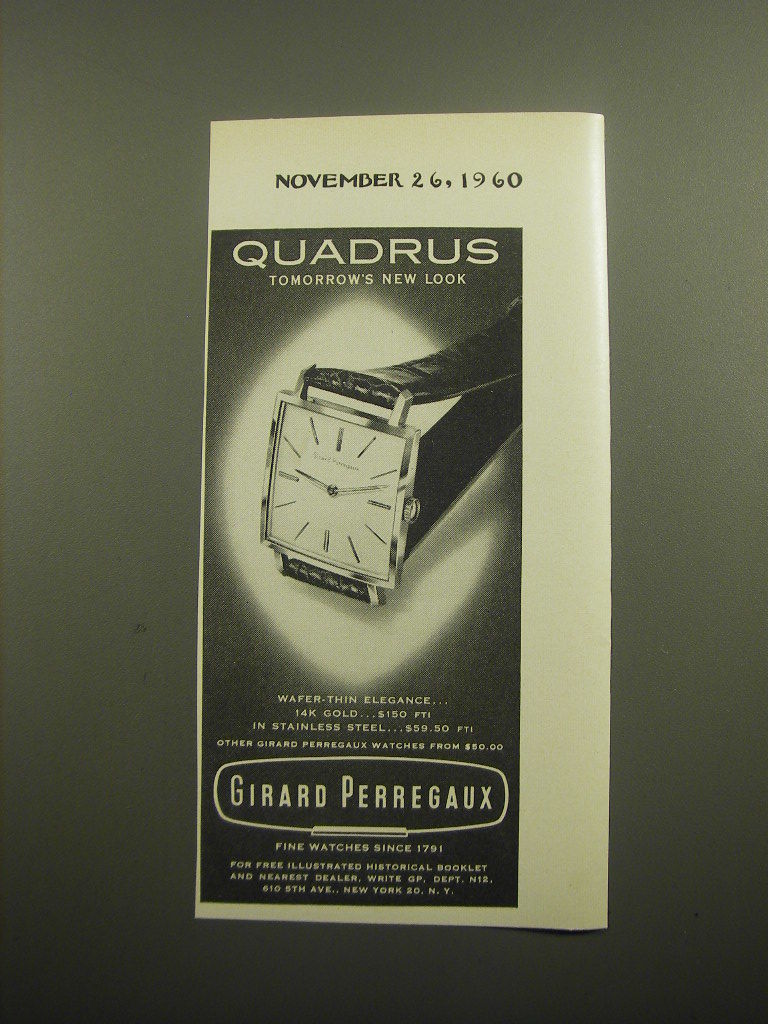 NOVEMBER 26, 1960
QUADRUS
TOMORROW'S NEW LOOK
Girard Perregaux
WAFER-THIN ELEGANCE...
14K GOLD...$150 FTI
IN STAINLESS STEEL...$59.50 FTI
OTHER GIRARD PERREGAUX WATCHES FROM $50.00
GIRARD PERREGAUX
FINE WATCHES SINCE 1791
FOR FREE ILLUSTRATED HISTORICAL BOOKLET
AND NEAREST DEALER, WRITE GP, DEPT. N12,
610 5TH AVE., NEW YORK 20, N. Y.